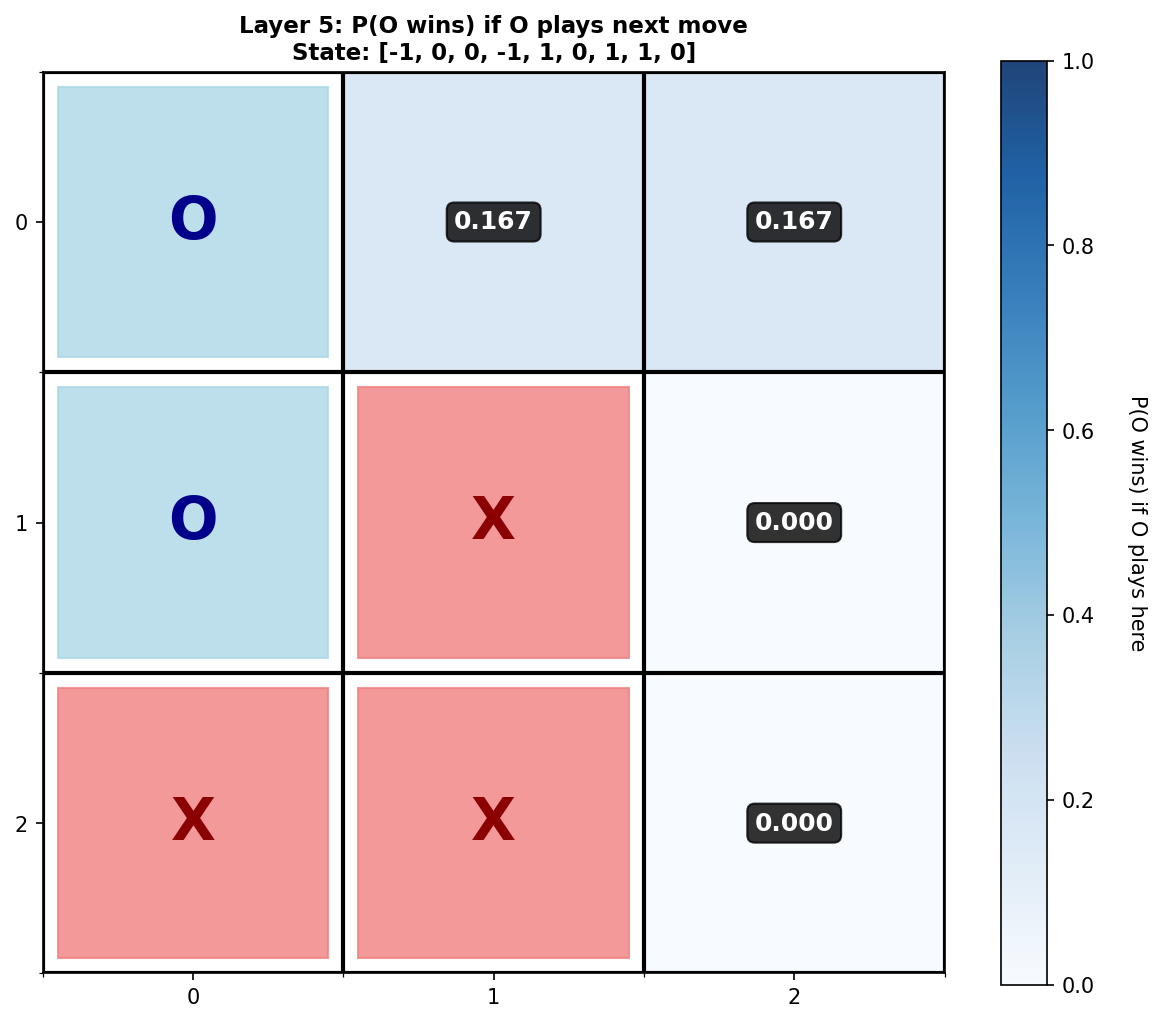 Layer 5: P(O wins) if O plays next move
State: [-1, 0, 0, -1, 1, 0, 1, 1, 0]
0
O
0.167
0.167
1
O
X
0.000
2
X
X
0.000
0
1
2
1.0
0.8
0.6
0.4
0.2
0.0
P(O wins) if O plays here